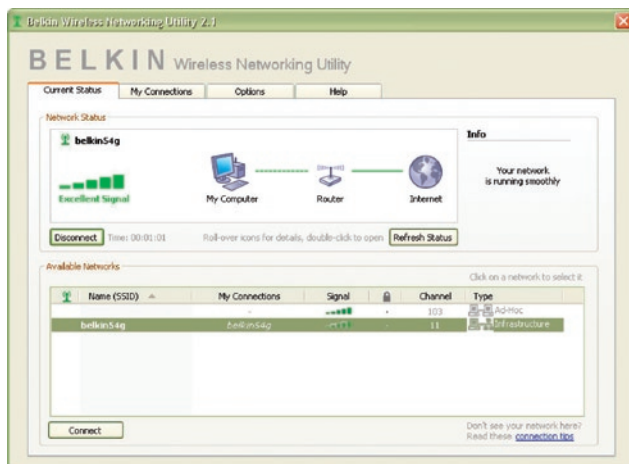 Belkin Wireless Networking Utility 2.1
BELKIN Wireless Networking Utility
Current Status My Connections Options Help
Network Status
belkin54g
Info
Excellent Signal
My Computer Router Internet
Your network
is running smoothly
Disconnect Time: 00:01:01 Roll-over icons for details, double-click to open Refresh Status
Available Networks
Click on a network to select it
Name (SSID) My Connections Signal Channel Type
- 103 Ad-Hoc
belkin54g belkin54g 11 Infrastructure
Connect
Don't see your network here?
Read these connection tips